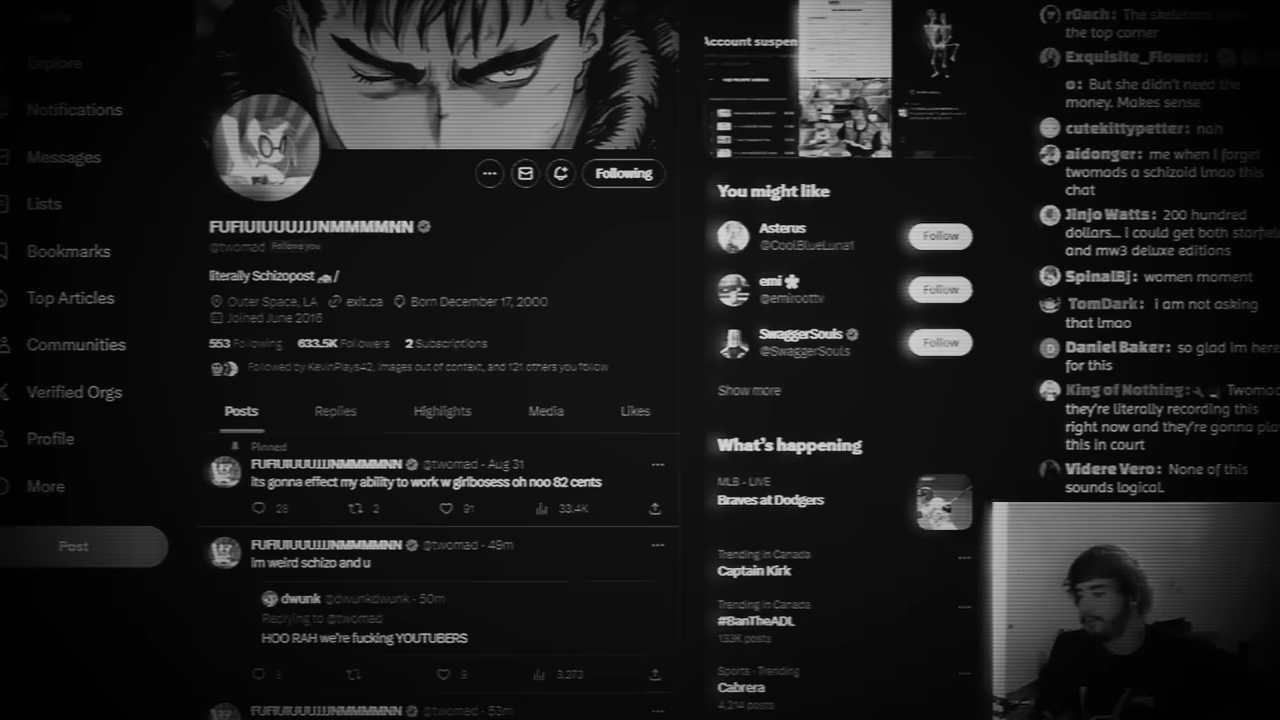 Explore
Notifications
Messages
Lists
Bookmarks
Top Articles
Communities
Verified Orgs
Profile
More
Post
Following
FUFIUIUUUJJJNMMMMNN
@twomad Follows you
literally Schizopost
Outer Space, LA exit.ca Born December 17, 2000
Joined June 2016
553 Following 633.5K Followers 2 Subscriptions
Followed by KevinPlays42, images out of context, and 121 others you follow
Posts Replies Highlights Media Likes
Pinned
FUFIUIUUUJJJNMMMMNN @twomad · Aug 31
its gonna effect my ability to work w girlbosess oh noo 82 cents
28 2 91 33.4K
FUFIUIUUUJJJNMMMMNN @twomad · 49m
im weird schizo and u
dwunk @dwunkdwunk · 50m
Replying to @twomad
HOO RAH we're fucking YOUTUBERS
9 3,273
FUFIUIUUUJJJNMMMMNN @twomad · 53m
Account suspen
You might like
Asterus
@CoolBlueLuna1
Follow
emi
@emirootv
Follow
SwaggerSouls
@SwaggerSouls
Follow
Show more
What's happening
MLB · LIVE
Braves at Dodgers
Trending in Canada
Captain Kirk
Trending in Canada
#BanTheADL
133K posts
Sports · Trending
Cabrera
4,214 posts
r0ach: The skeleton
the top corner
Exquisite_Flower:
o: But she didn't need the
money. Makes sense
cutekittypetter: nah
aidonger: me when i forget
twomads a schizoid lmao this
chat
Jinjo Watts: 200 hundred
dollars... i could get both starfield
and mw3 deluxe editions
SpinalBj: women moment
TomDark: i am not asking
that lmao
Daniel Baker: so glad im here
for this
King of Nothing: Twomad
they're literally recording this
right now and they're gonna play
this in court
Videre Vero: None of this
sounds logical.